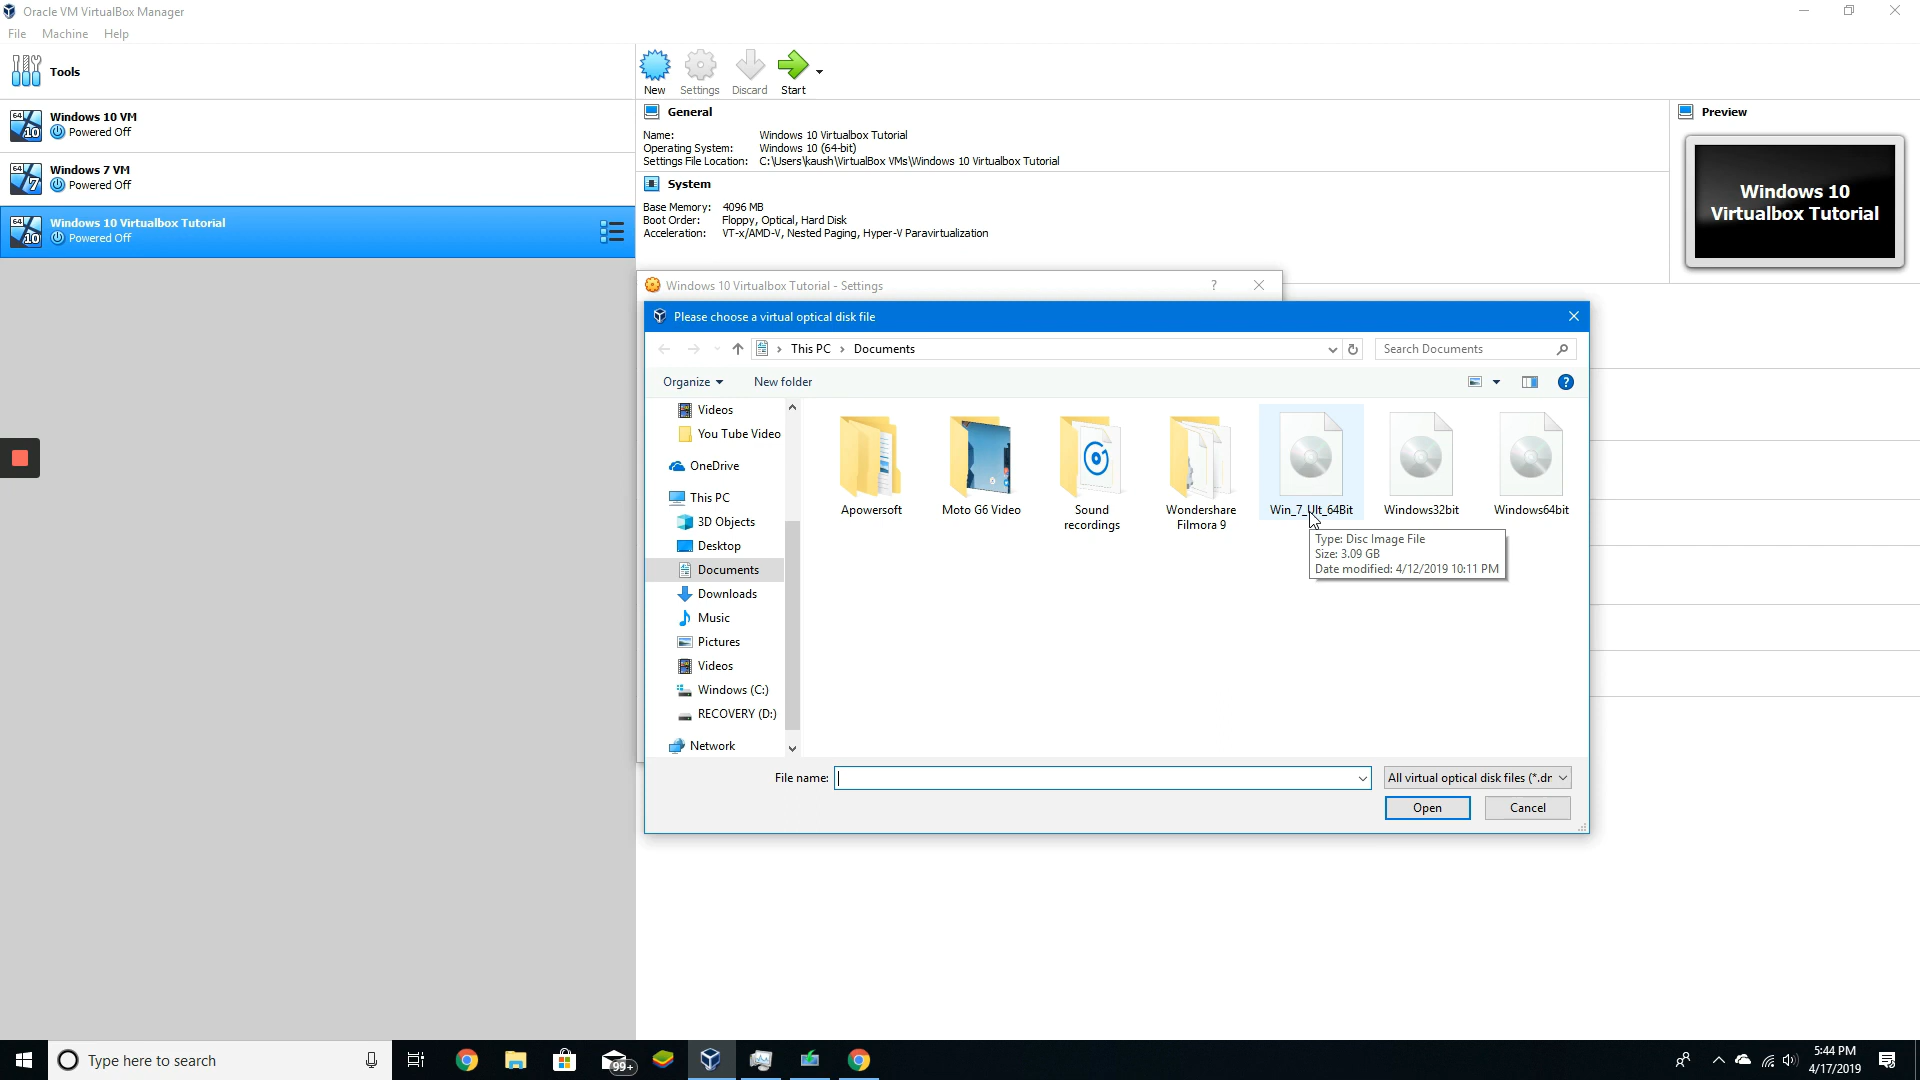 Oracle VM VirtualBox Manager
File Machine Help
Tools
New Settings Discard Start
Windows 10 VM
Powered Off
Windows 7 VM
Powered Off
Windows 10 Virtualbox Tutorial
Powered Off
General
Name: Windows 10 Virtualbox Tutorial
Operating System: Windows 10 (64-bit)
Settings File Location: C:\Users\kaush\VirtualBox VMs\Windows 10 Virtualbox Tutorial
System
Base Memory: 4096 MB
Boot Order: Floppy, Optical, Hard Disk
Acceleration: VT-x/AMD-V, Nested Paging, Hyper-V Paravirtualization
Preview
Windows 10
Virtualbox Tutorial
Windows 10 Virtualbox Tutorial - Settings
Please choose a virtual optical disk file
This PC › Documents
Search Documents
Organize New folder
Videos
You Tube Video
OneDrive
This PC
3D Objects
Desktop
Documents
Downloads
Music
Pictures
Videos
Windows (C:)
RECOVERY (D:)
Network
Apowersoft
Moto G6 Video
Sound
recordings
Wondershare
Filmora 9
Win_7_Ult_64Bit
Windows32bit
Windows64bit
Type: Disc Image File
Size: 3.09 GB
Date modified: 4/12/2019 10:11 PM
File name:
All virtual optical disk files (*.dr
Open Cancel
Type here to search
99+
5:44 PM
4/17/2019